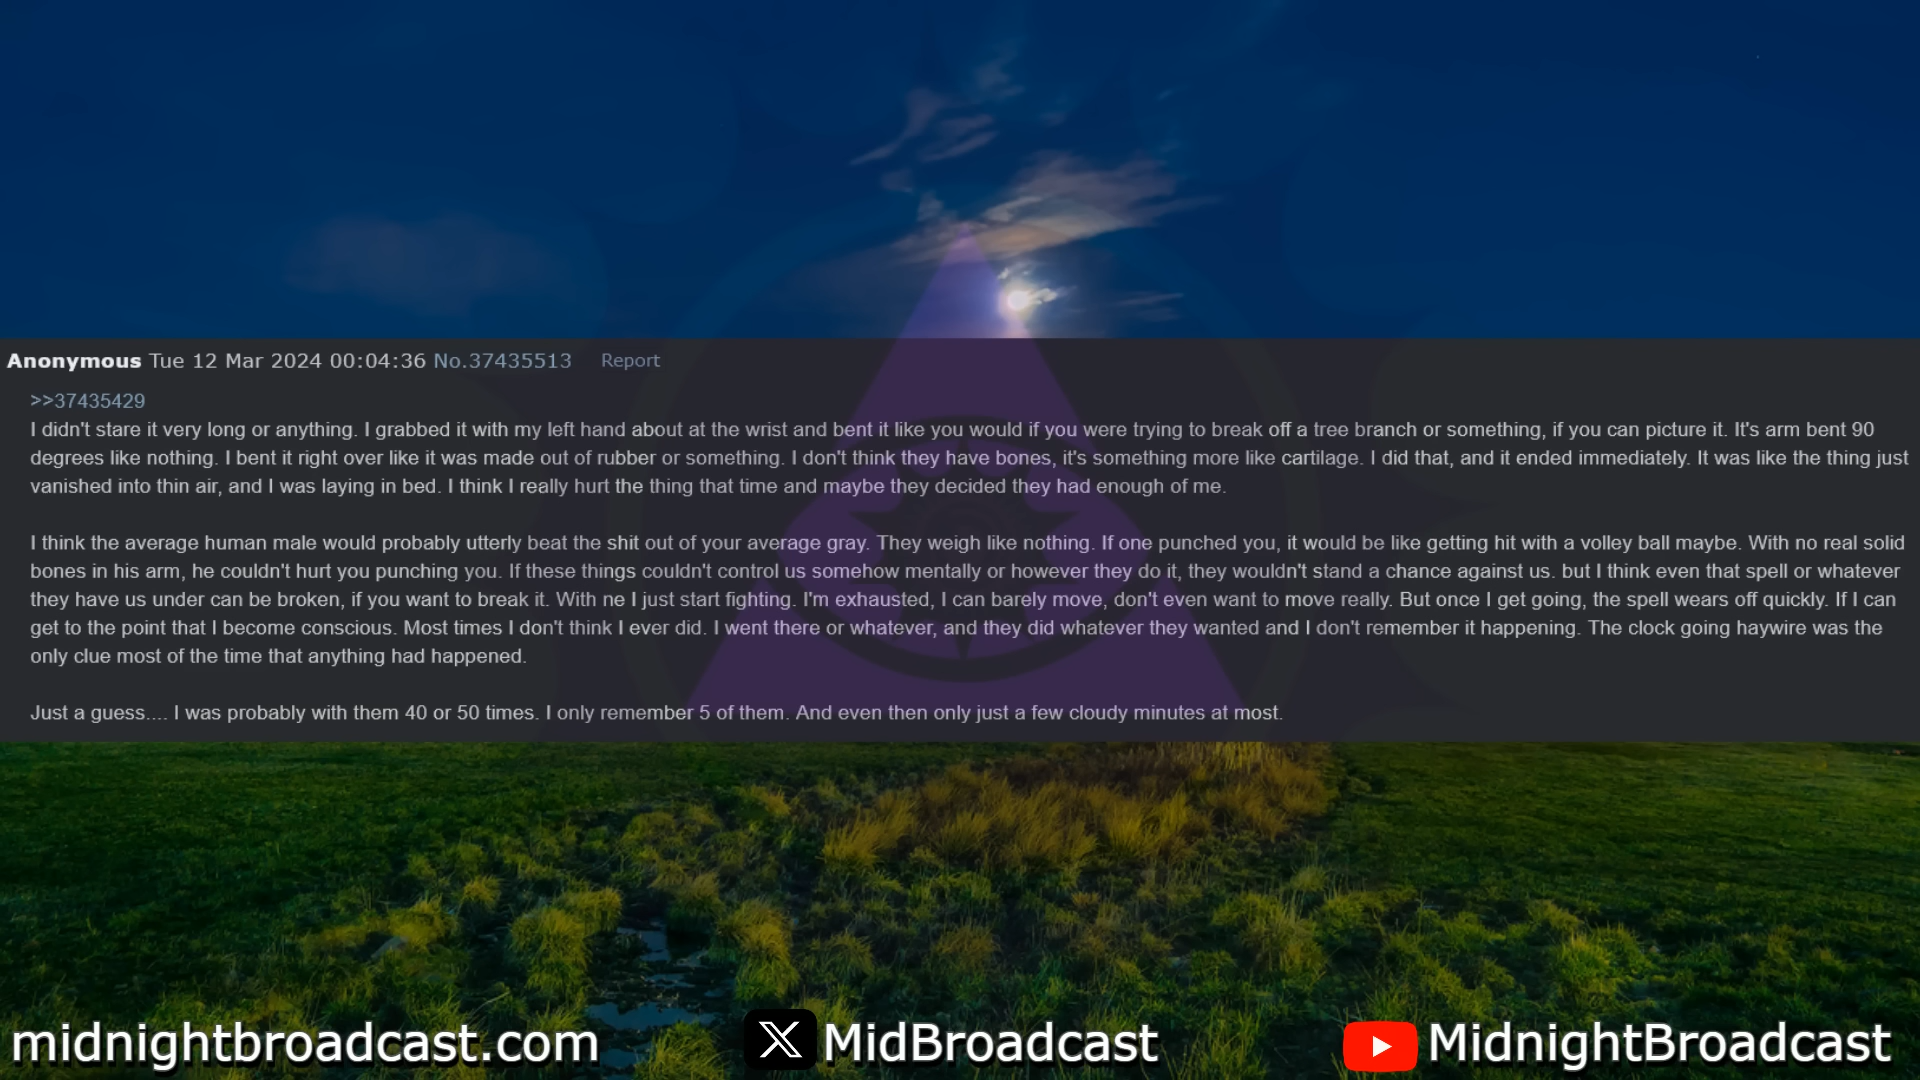 Anonymous Tue 12 Mar 2024 00:04:36 No.37435513 Report
>>37435429
I didn't stare it very long or anything. I grabbed it with my left hand about at the wrist and bent it like you would if you were trying to break off a tree branch or something, if you can picture it. It's arm bent 90
degrees like nothing. I bent it right over like it was made out of rubber or something. I don't think they have bones, it's something more like cartilage. I did that, and it ended immediately. It was like the thing just
vanished into thin air, and I was laying in bed. I think I really hurt the thing that time and maybe they decided they had enough of me.
I think the average human male would probably utterly beat the shit out of your average gray. They weigh like nothing. If one punched you, it would be like getting hit with a volley ball maybe. With no real solid
bones in his arm, he couldn't hurt you punching you. If these things couldn't control us somehow mentally or however they do it, they wouldn't stand a chance against us. but I think even that spell or whatever
they have us under can be broken, if you want to break it. With ne I just start fighting. I'm exhausted, I can barely move, don't even want to move really. But once I get going, the spell wears off quickly. If I can
get to the point that I become conscious. Most times I don't think I ever did. I went there or whatever, and they did whatever they wanted and I don't remember it happening. The clock going haywire was the
only clue most of the time that anything had happened.
Just a guess.... I was probably with them 40 or 50 times. I only remember 5 of them. And even then only just a few cloudy minutes at most.
midnightbroadcast.com MidBroadcast MidnightBroadcast